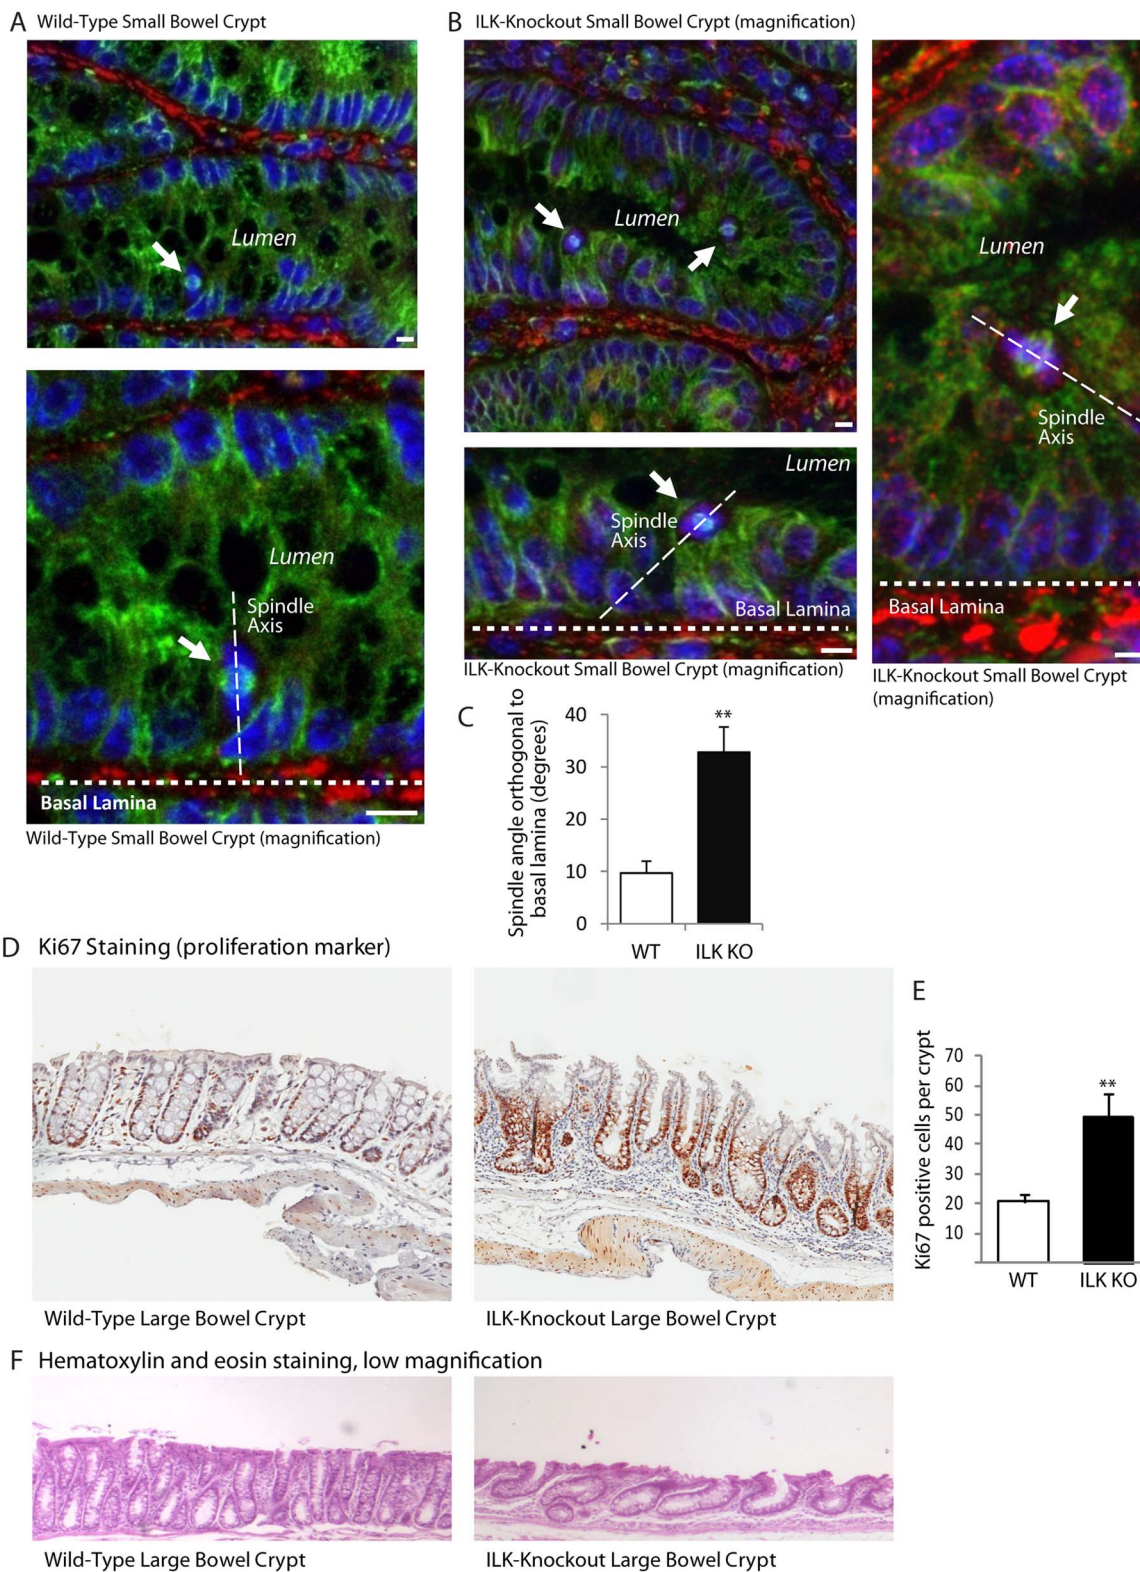 A Wild-Type Small Bowel Crypt
Lumen
Lumen
Spindle
Axis
Basal Lamina
Wild-Type Small Bowel Crypt (magnification)
B ILK-Knockout Small Bowel Crypt (magnification)
Lumen
Lumen
Spindle
Axis
Basal Lamina
ILK-Knockout Small Bowel Crypt (magnification)
Lumen
Spindle
Axis
Basal Lamina
ILK-Knockout Small Bowel Crypt
(magnification)
C
Spindle angle orthogonal to
basal lamina (degrees)
40
30
20
10
0
**
WT ILK KO
D Ki67 Staining (proliferation marker)
Wild-Type Large Bowel Crypt
ILK-Knockout Large Bowel Crypt
E
Ki67 positive cells per crypt
70
60
50
40
30
20
10
**
WT ILK KO
F Hematoxylin and eosin staining, low magnification
Wild-Type Large Bowel Crypt
ILK-Knockout Large Bowel Crypt